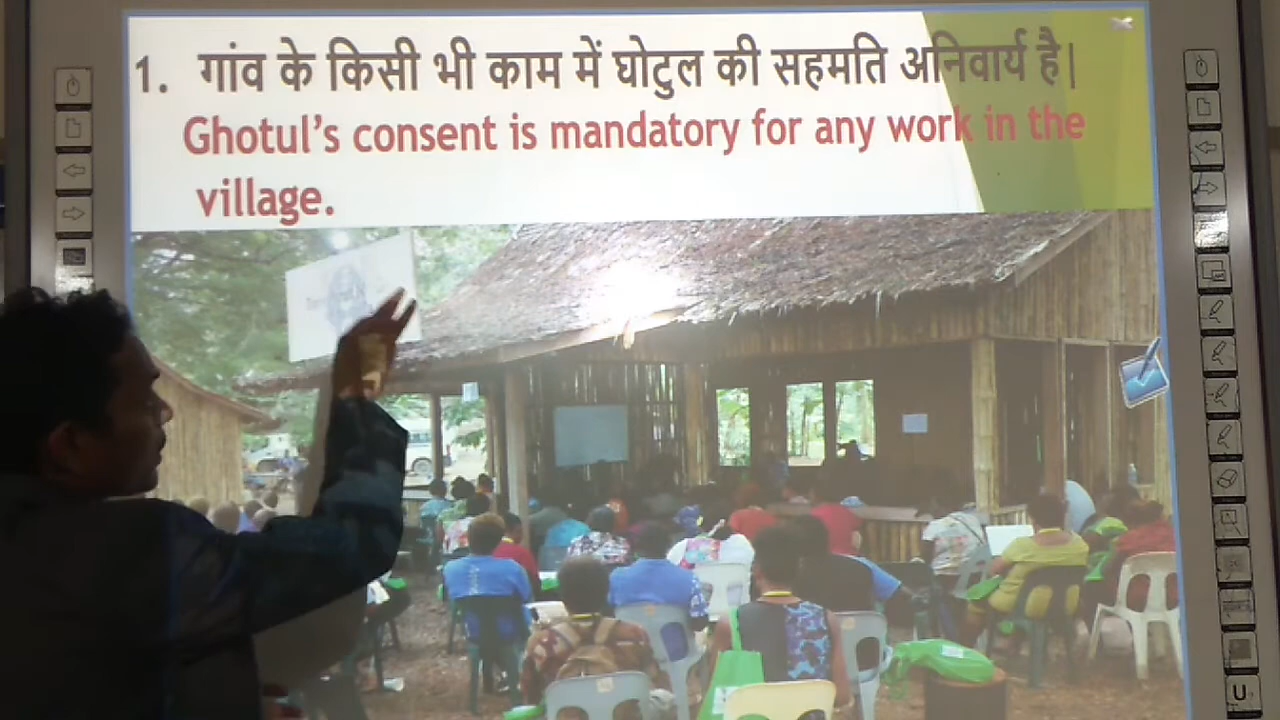 1. गांव के किसी भी काम में घोटुल की सहमति अनिवार्य है|
Ghotul's consent is mandatory for any work in the
village.
U